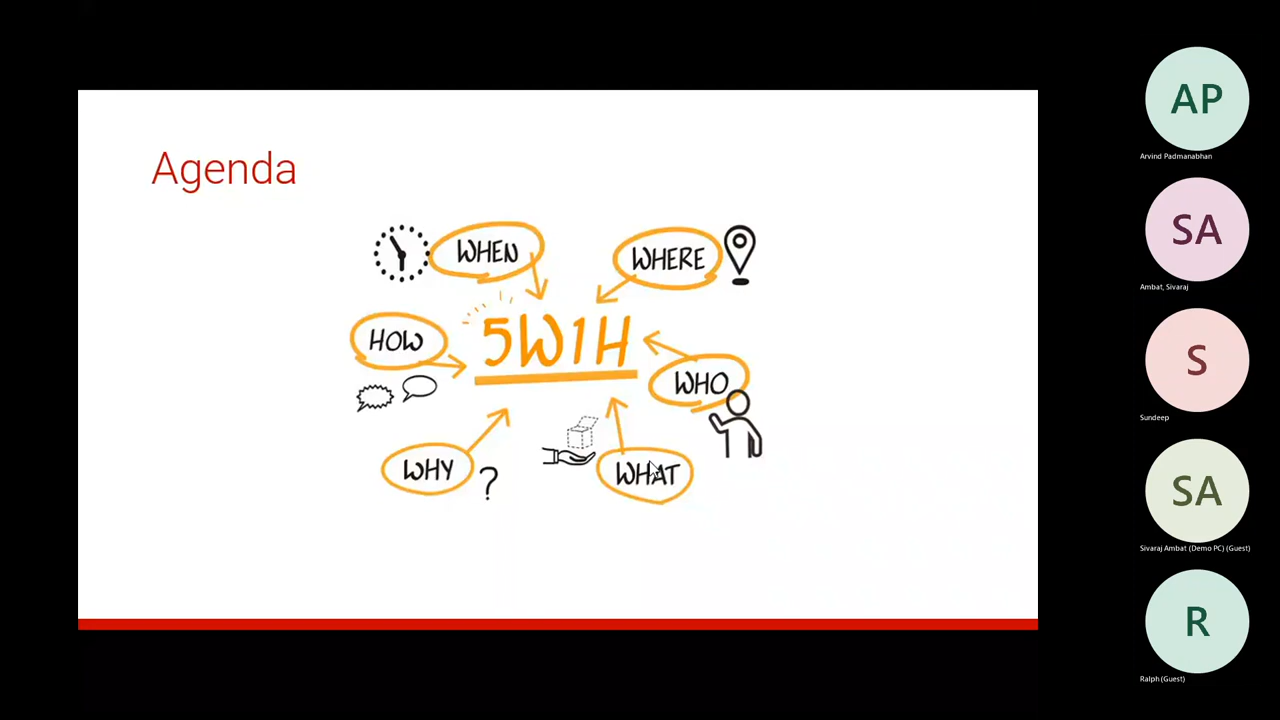 Agenda
WHEN
WHERE
HOW
5W1H
WHO
WHY
?
WHAT
AP
Arvind Padmanabhan
SA
Ambat, Sivaraj
S
Sundeep
SA
Sivaraj Ambat (Demo PC) (Guest)
R
Ralph (Guest)